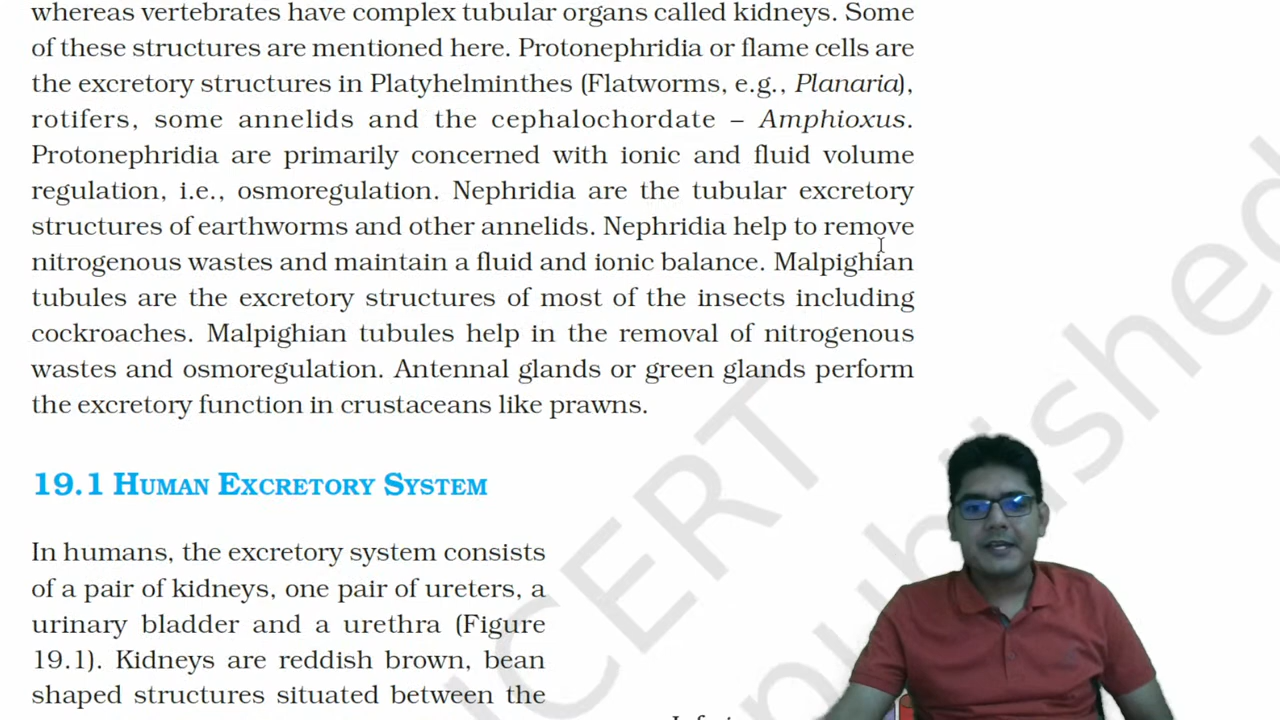 whereas vertebrates have complex tubular organs called kidneys. Some
of these structures are mentioned here. Protonephridia or flame cells are
the excretory structures in Platyhelminthes (Flatworms, e.g., Planaria),
rotifers, some annelids and the cephalochordate – Amphioxus.
Protonephridia are primarily concerned with ionic and fluid volume
regulation, i.e., osmoregulation. Nephridia are the tubular excretory
structures of earthworms and other annelids. Nephridia help to remove
nitrogenous wastes and maintain a fluid and ionic balance. Malpighian
tubules are the excretory structures of most of the insects including
cockroaches. Malpighian tubules help in the removal of nitrogenous
wastes and osmoregulation. Antennal glands or green glands perform
the excretory function in crustaceans like prawns.
19.1 HUMAN EXCRETORY SYSTEM
In humans, the excretory system consists
of a pair of kidneys, one pair of ureters, a
urinary bladder and a urethra (Figure
19.1). Kidneys are reddish brown, bean
shaped structures situated between the